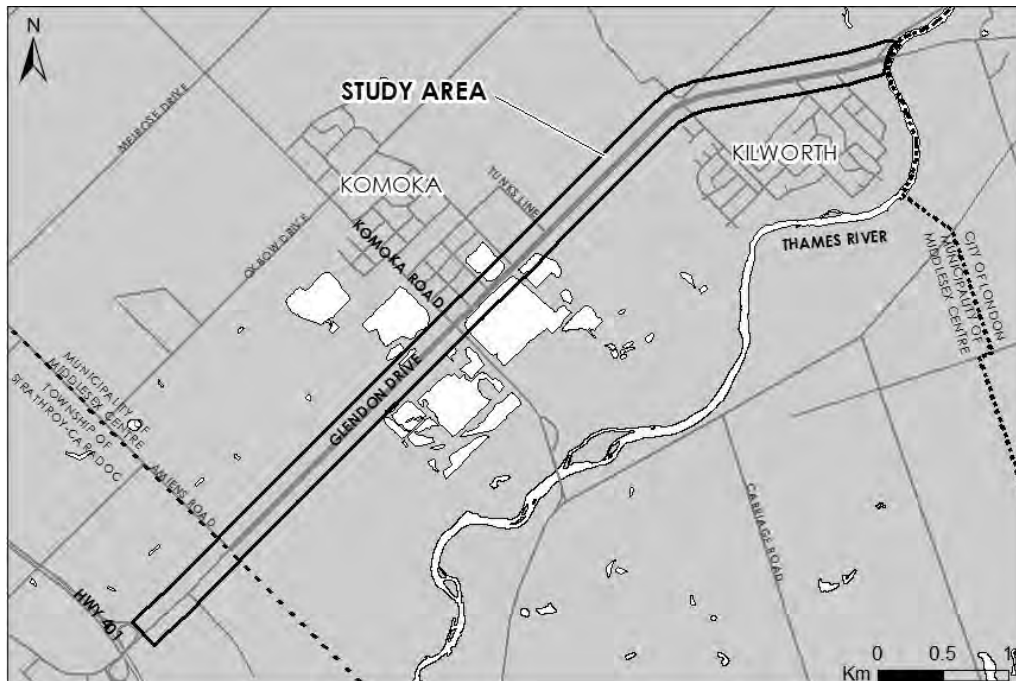 N
STUDY AREA
MELROSE DRIVE
KILWORTH
KOMOKA
TUNKS LINE
KOMOKA ROAD
OXBOW DRIVE
THAMES RIVER
CITY OF LONDON
MUNICIPALITY OF
MIDDLESEX CENTRE
MUNICIPALITY OF
MIDDLESEX CENTRE
TOWNSHIP OF
STRATHROY-CARADOC
GLENDON DRIVE
AMIENS ROAD
CARRIAGE ROAD
HWY 401
0 0.5 1
Km